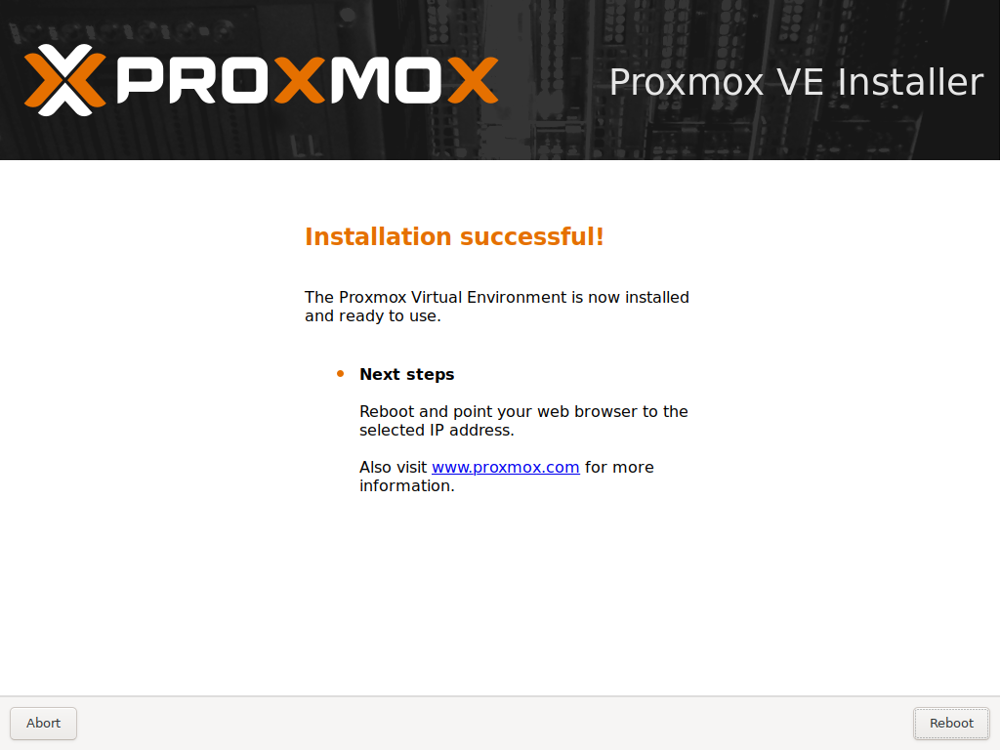 PROXMOX
Proxmox VE Installer
Installation successful!
The Proxmox Virtual Environment is now installed
and ready to use.
Next steps
Reboot and point your web browser to the
selected IP address.
Also visit www.proxmox.com for more
information.
Abort
Reboot